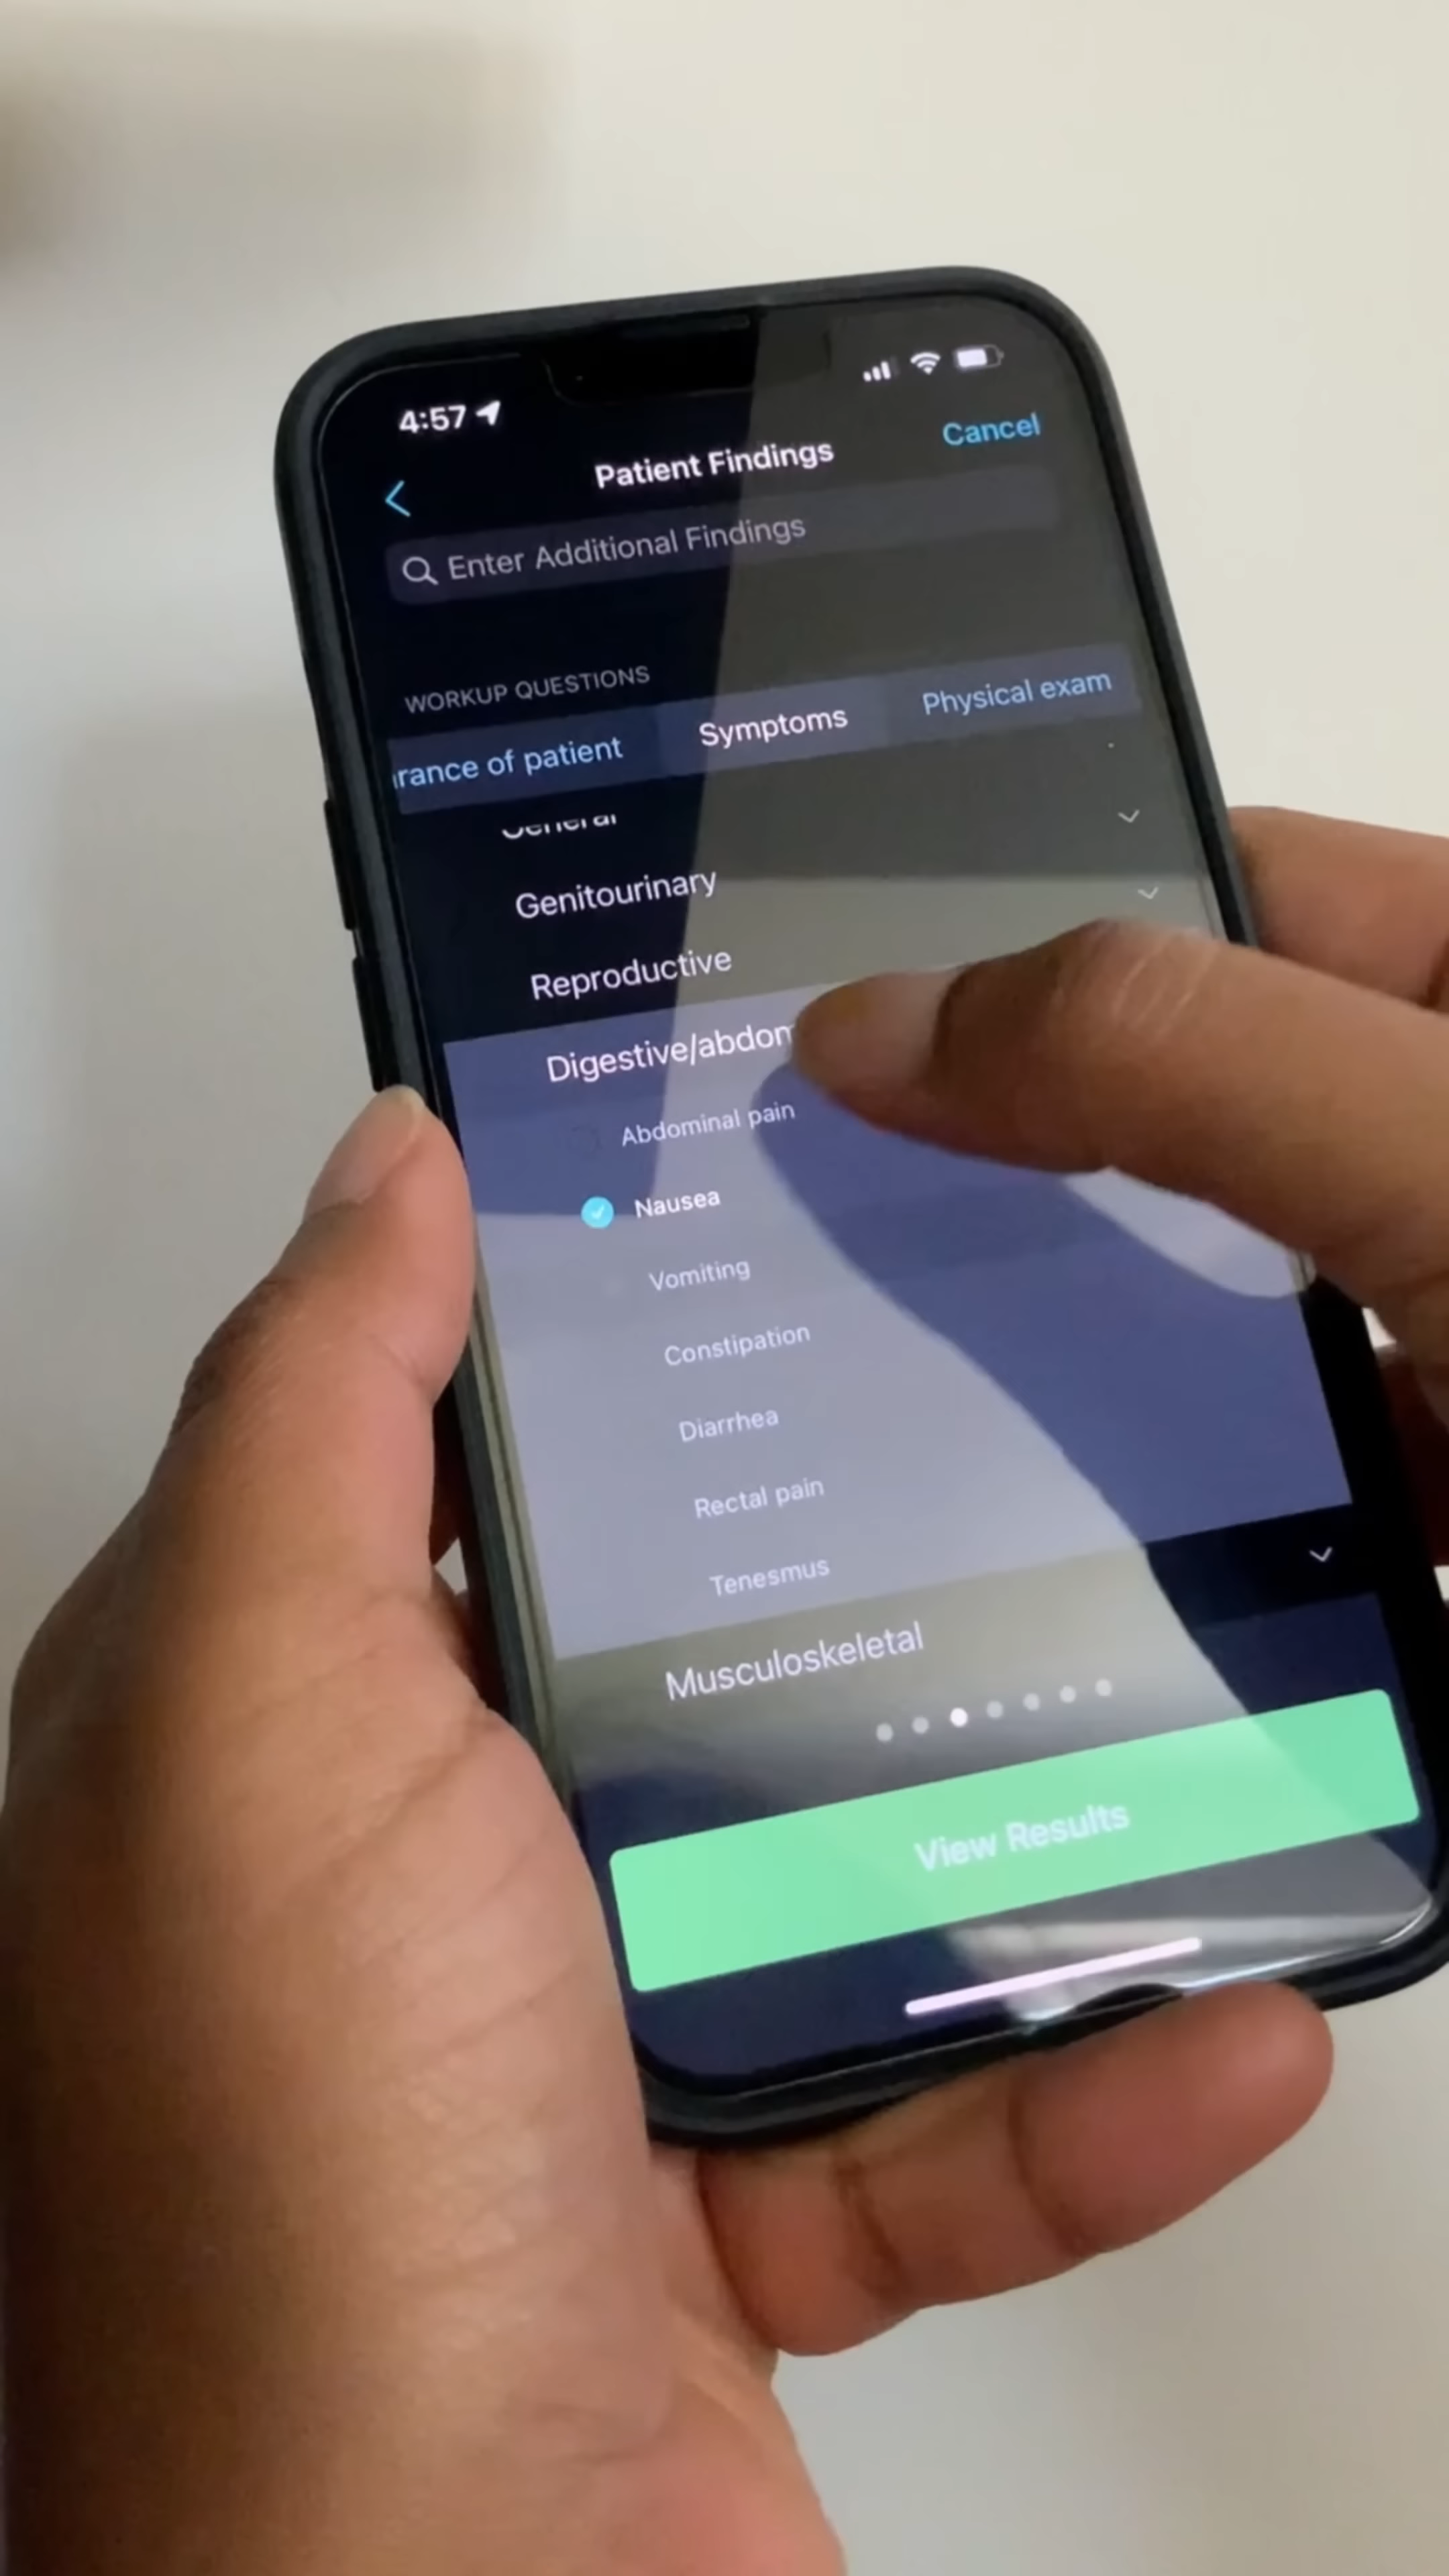 4:57
Cancel
Patient Findings
Enter Additional Findings
WORKUP QUESTIONS
rance of patient Symptoms Physical exam
General
Genitourinary
Reproductive
Digestive/abdom
Abdominal pain
Nausea
Vomiting
Constipation
Diarrhea
Rectal pain
Tenesmus
Musculoskeletal
View Results